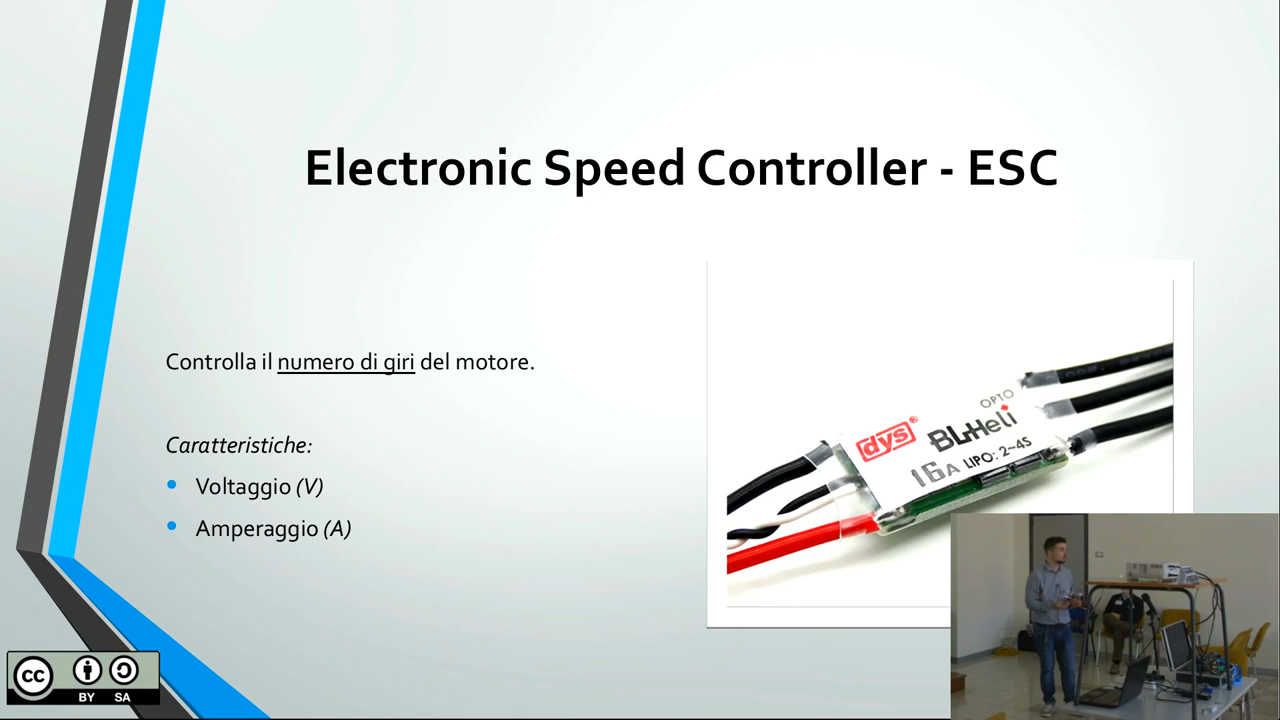 Electronic Speed Controller - ESC
Controlla il numero di giri del motore.
Caratteristiche:
Voltaggio (V)
Amperaggio (A)
OPTO
dys BLHeli
16A LIPO: 2~4S
CC BY SA